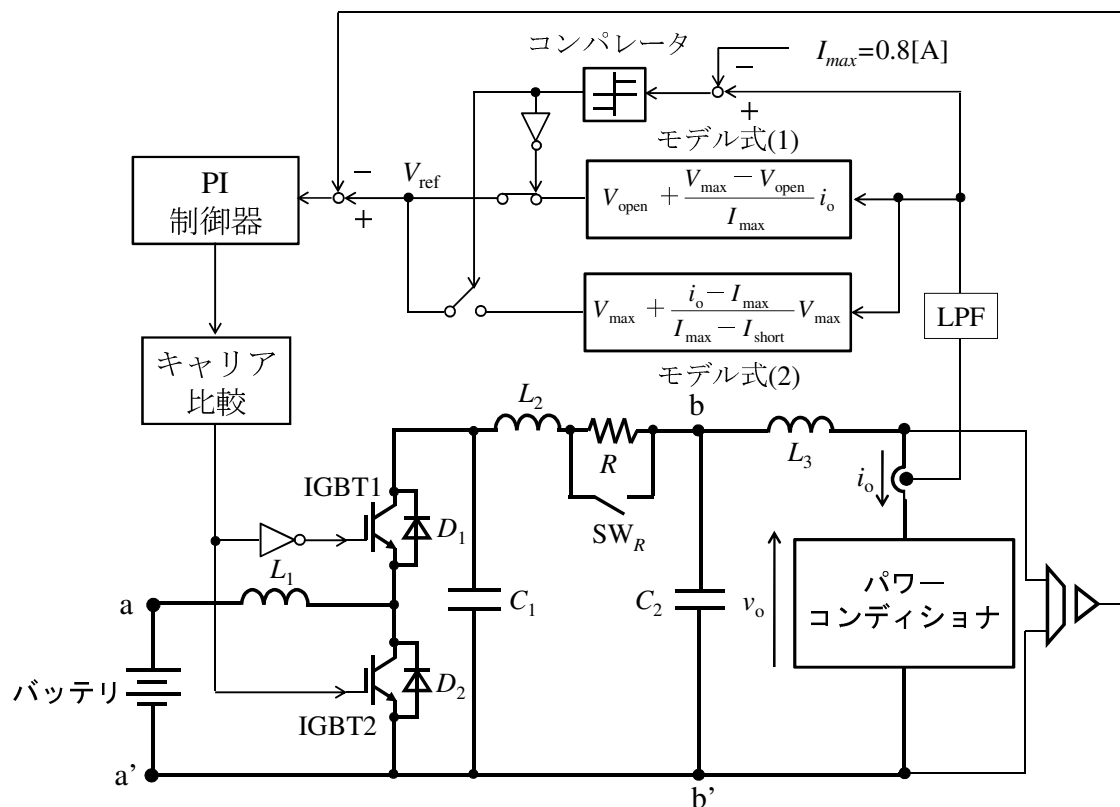 コンパレータ
−
I_max=0.8[A]
+
モデル式(1)
PI
制御器
−
+
V_ref
V_open + (V_max − V_open)/I_max i_o
V_max + (i_o − I_max)/(I_max − I_short) V_max
モデル式(2)
LPF
キャリア
比較
L_2
R
SW_R
b
L_3
i_o
IGBT1
D_1
L_1
a
C_1
C_2
v_o
パワー
コンディショナ
バッテリ
D_2
IGBT2
a'
b'